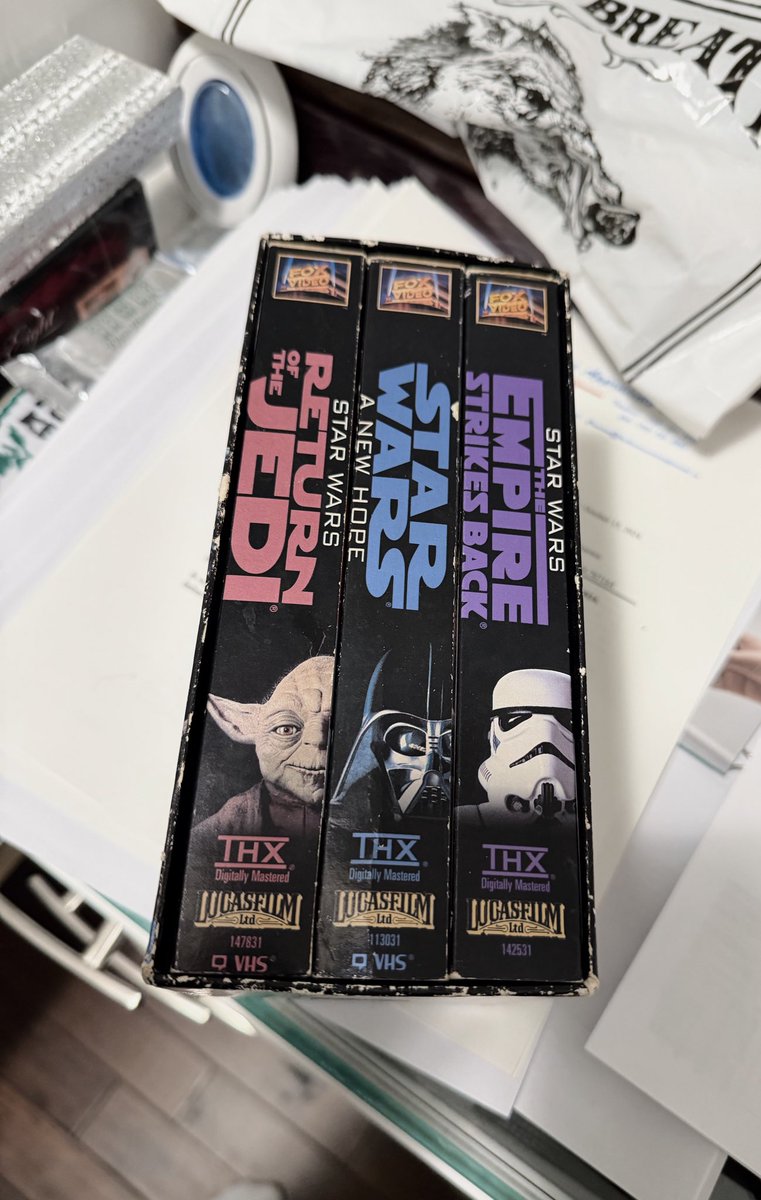 BREAT
FOX
VIDEO
RETURN
OF THE
JEDI®
STAR WARS
THX®
Digitally Mastered
LUCASFILM
Ltd
147831
VHS®
FOX
VIDEO
STAR
WARS®
A NEW HOPE
THX®
Digitally Mastered
LUCASFILM
Ltd
113031
VHS®
FOX
VIDEO
STAR WARS
THE
EMPIRE
STRIKES BACK®
THX®
Digitally Mastered
LUCASFILM
Ltd
142531